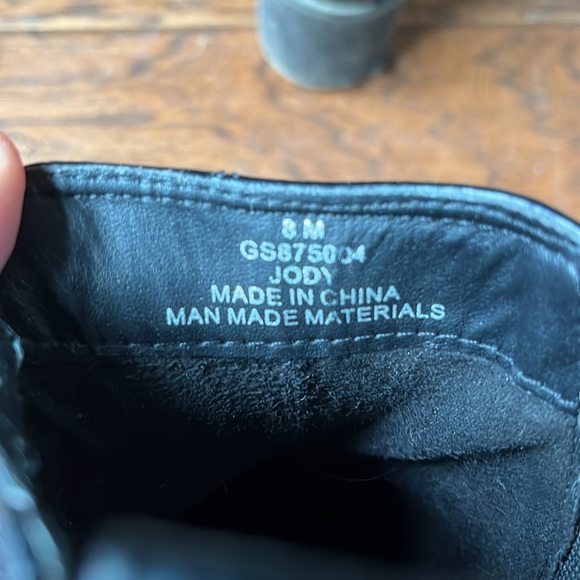 8 M
GS875004
JODY
MADE IN CHINA
MAN MADE MATERIALS